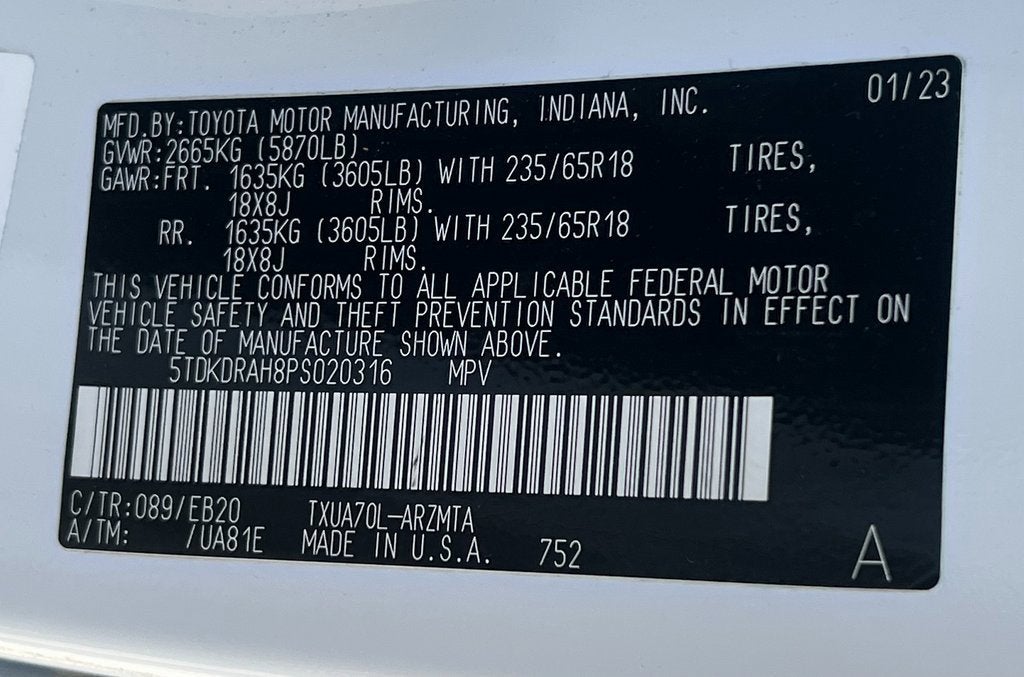 01/23
MFD.BY:TOYOTA MOTOR MANUFACTURING, INDIANA, INC.
GVWR:2665KG (5870LB)
GAWR:FRT. 1635KG (3605LB) WITH 235/65R18 TIRES,
18X8J RIMS.
RR. 1635KG (3605LB) WITH 235/65R18 TIRES,
18X8J RIMS.
THIS VEHICLE CONFORMS TO ALL APPLICABLE FEDERAL MOTOR
VEHICLE SAFETY AND THEFT PREVENTION STANDARDS IN EFFECT ON
THE DATE OF MANUFACTURE SHOWN ABOVE.
5TDKDRAH8PS020316 MPV
C/TR:089/EB20 TXUA70L-ARZMTA
A/TM: /UA81E MADE IN U.S.A. 752 A